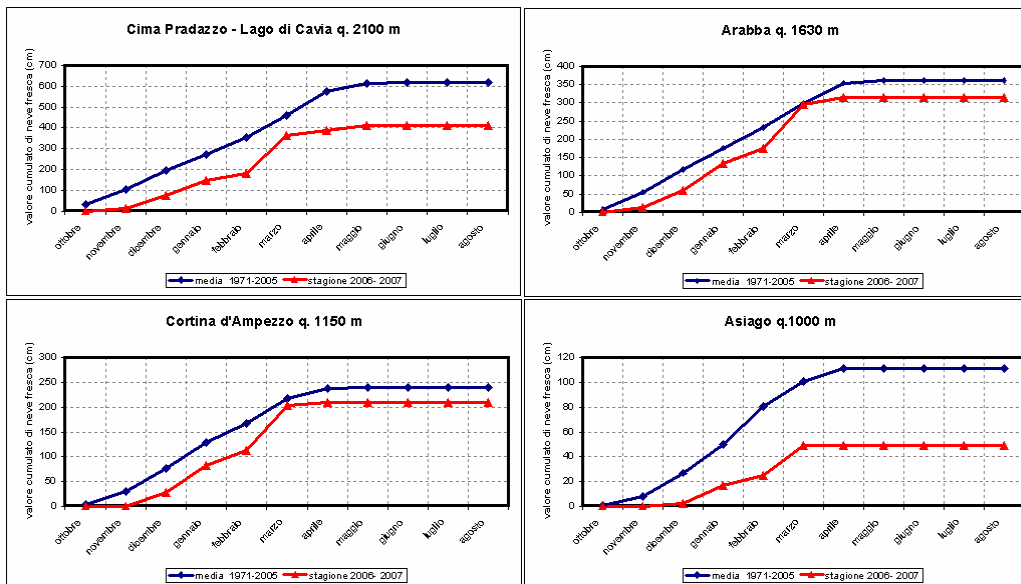 Cima Pradazzo - Lago di Cavia q. 2100 m
valore cumulato di neve fresca (cm)
700
600
500
400
300
200
100
0
ottobre
novembre
dicembre
gennaio
febbraio
marzo
aprile
maggio
giugno
luglio
agosto
media 1971-2005
stagione 2006- 2007
Arabba q. 1630 m
valore cumulato di neve fresca (cm)
400
350
300
250
200
150
100
50
0
ottobre
novembre
dicembre
gennaio
febbraio
marzo
aprile
maggio
giugno
luglio
agosto
media 1971-2005
stagione 2006- 2007
Cortina d'Ampezzo q. 1150 m
valore cumulato di neve fresca (cm)
300
250
200
150
100
50
0
ottobre
novembre
dicembre
gennaio
febbraio
marzo
aprile
maggio
giugno
luglio
agosto
media 1971-2005
stagione 2006- 2007
Asiago q.1000 m
valore cumulato di neve fresca (cm)
120
100
80
60
40
20
0
ottobre
novembre
dicembre
gennaio
febbraio
marzo
aprile
maggio
giugno
luglio
agosto
media 1971-2005
stagione 2006- 2007